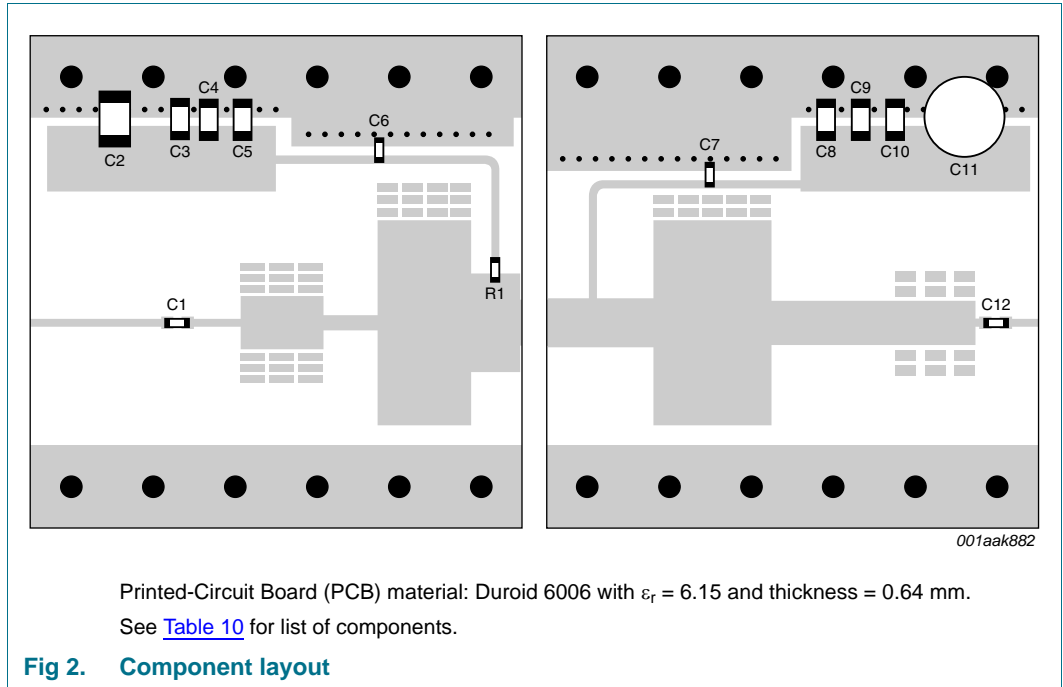 C4
C9
C6
C7
C2
C3
C5
C8
C10
C11
R1
C1
C12
001aak882
Printed-Circuit Board (PCB) material: Duroid 6006 with εr = 6.15 and thickness = 0.64 mm.
See Table 10 for list of components.
Fig 2. Component layout